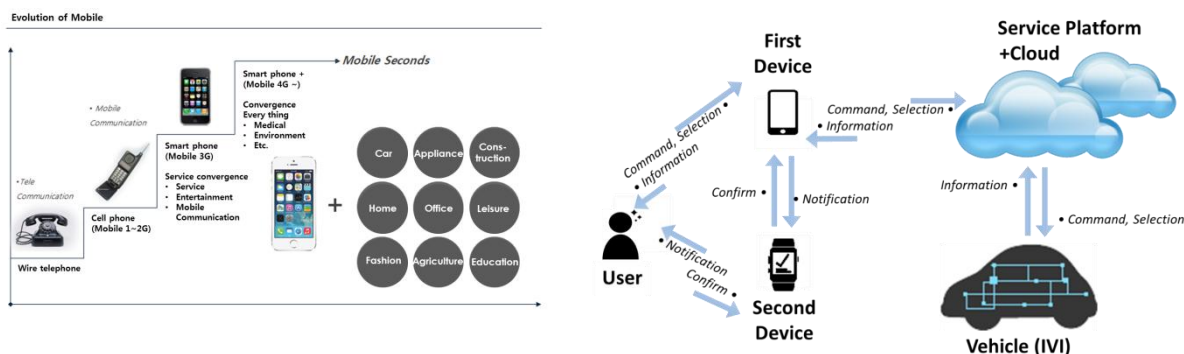 Evolution of Mobile
Mobile Seconds
Smart phone +
(Mobile 4G ~)
Convergence
Every thing
• Medical
• Environment
• Etc.
• Mobile
Communication
Smart phone
(Mobile 3G)
Service convergence
• Service
• Entertainment
• Mobile
Communication
• Tele
Communication
Cell phone
(Mobile 1~2G)
Wire telephone
+
Car
Appliance
Cons-
truction
Home
Office
Leisure
Fashion
Agriculture
Education
First
Device
Service Platform
+Cloud
Command, Selection •
• Information
Command, Selection •
• Information
Confirm •
• Notification
Information •
• Command, Selection
User
• Notification
Confirm •
Second
Device
Vehicle (IVI)